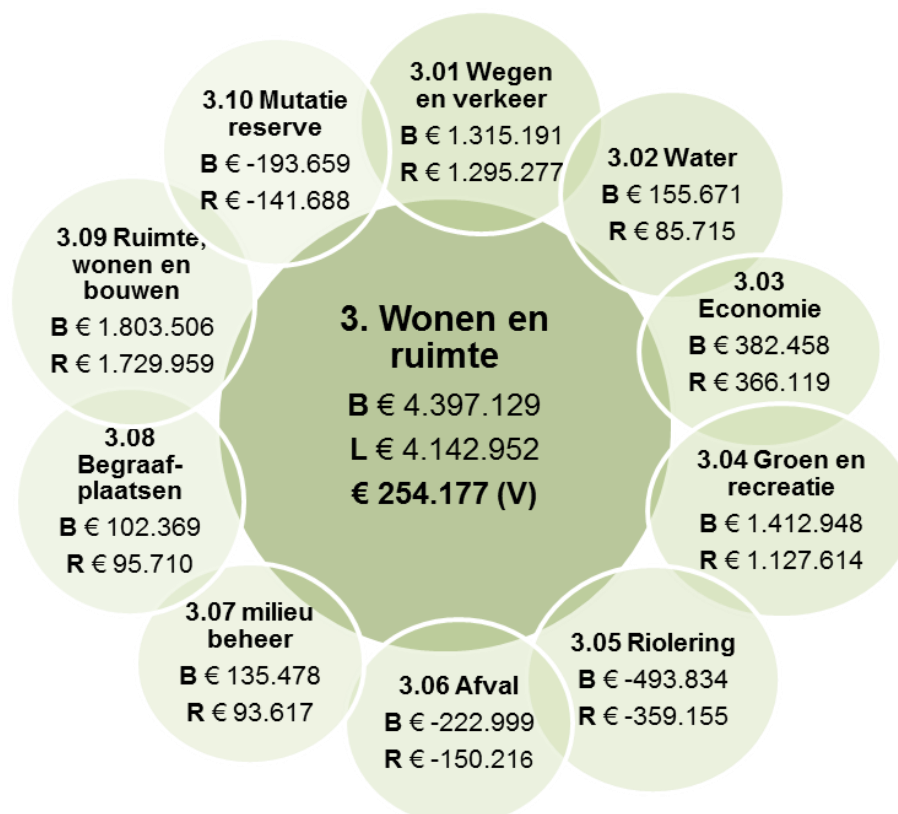 3. Wonen en
ruimte
B € 4.397.129
L € 4.142.952
€ 254.177 (V)
3.01 Wegen
en verkeer
B € 1.315.191
R € 1.295.277
3.02 Water
B € 155.671
R € 85.715
3.03
Economie
B € 382.458
R € 366.119
3.04 Groen en
recreatie
B € 1.412.948
R € 1.127.614
3.05 Riolering
B € -493.834
R € -359.155
3.06 Afval
B € -222.999
R € -150.216
3.07 milieu
beheer
B € 135.478
R € 93.617
3.08
Begraaf-
plaatsen
B € 102.369
R € 95.710
3.09 Ruimte,
wonen en
bouwen
B € 1.803.506
R € 1.729.959
3.10 Mutatie
reserve
B € -193.659
R € -141.688